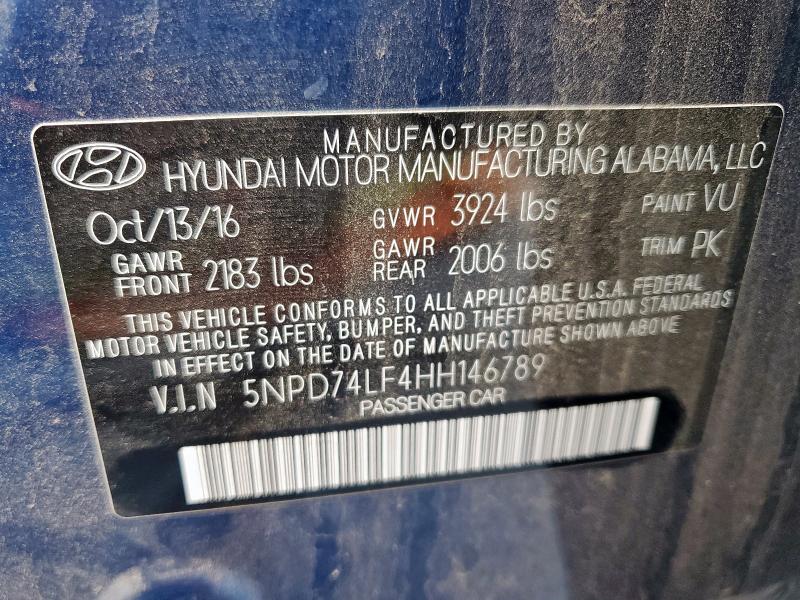 MANUFACTURED BY
HYUNDAI MOTOR MANUFACTURING ALABAMA, LLC
Oct/13/16 GVWR 3924 lbs PAINT VU
GAWR FRONT 2183 lbs GAWR REAR 2006 lbs TRIM PK
THIS VEHICLE CONFORMS TO ALL APPLICABLE U.S.A. FEDERAL
MOTOR VEHICLE SAFETY, BUMPER, AND THEFT PREVENTION STANDARDS
IN EFFECT ON THE DATE OF MANUFACTURE SHOWN ABOVE
V.I.N 5NPD74LF4HH146789
PASSENGER CAR